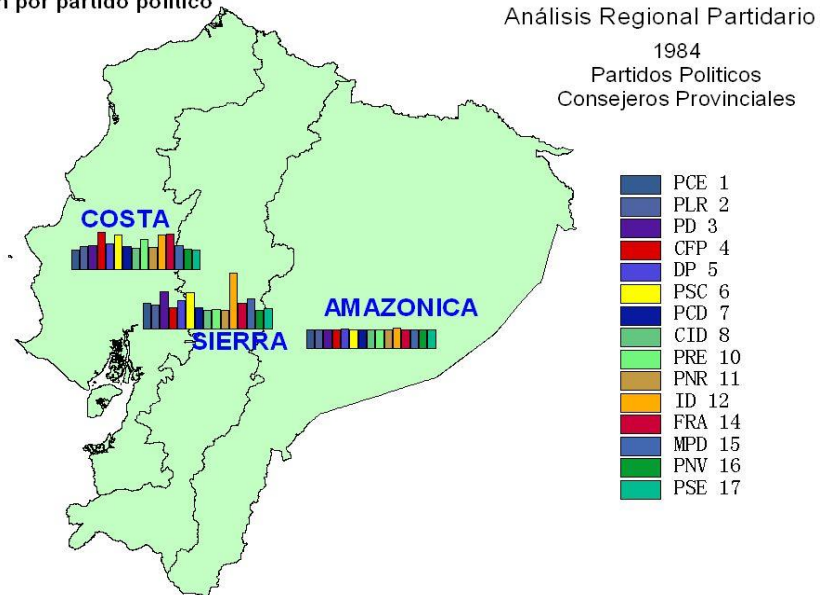 n por partido político
Análisis Regional Partidario
1984
Partidos Politicos
Consejeros Provinciales
COSTA
SIERRA
AMAZONICA
PCE 1
PLR 2
PD 3
CFP 4
DP 5
PSC 6
PCD 7
CID 8
PRE 10
PNR 11
ID 12
FRA 14
MPD 15
PNV 16
PSE 17